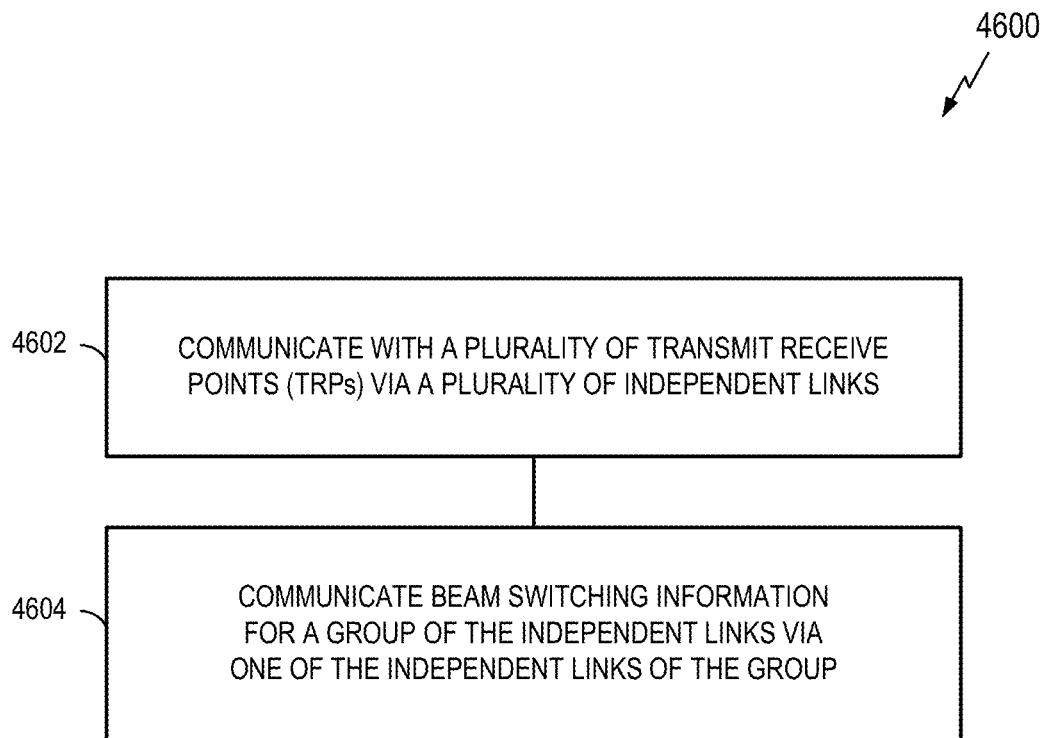 4600
4602
COMMUNICATE WITH A PLURALITY OF TRANSMIT RECEIVE
POINTS (TRPs) VIA A PLURALITY OF INDEPENDENT LINKS
4604
COMMUNICATE BEAM SWITCHING INFORMATION
FOR A GROUP OF THE INDEPENDENT LINKS VIA
ONE OF THE INDEPENDENT LINKS OF THE GROUP